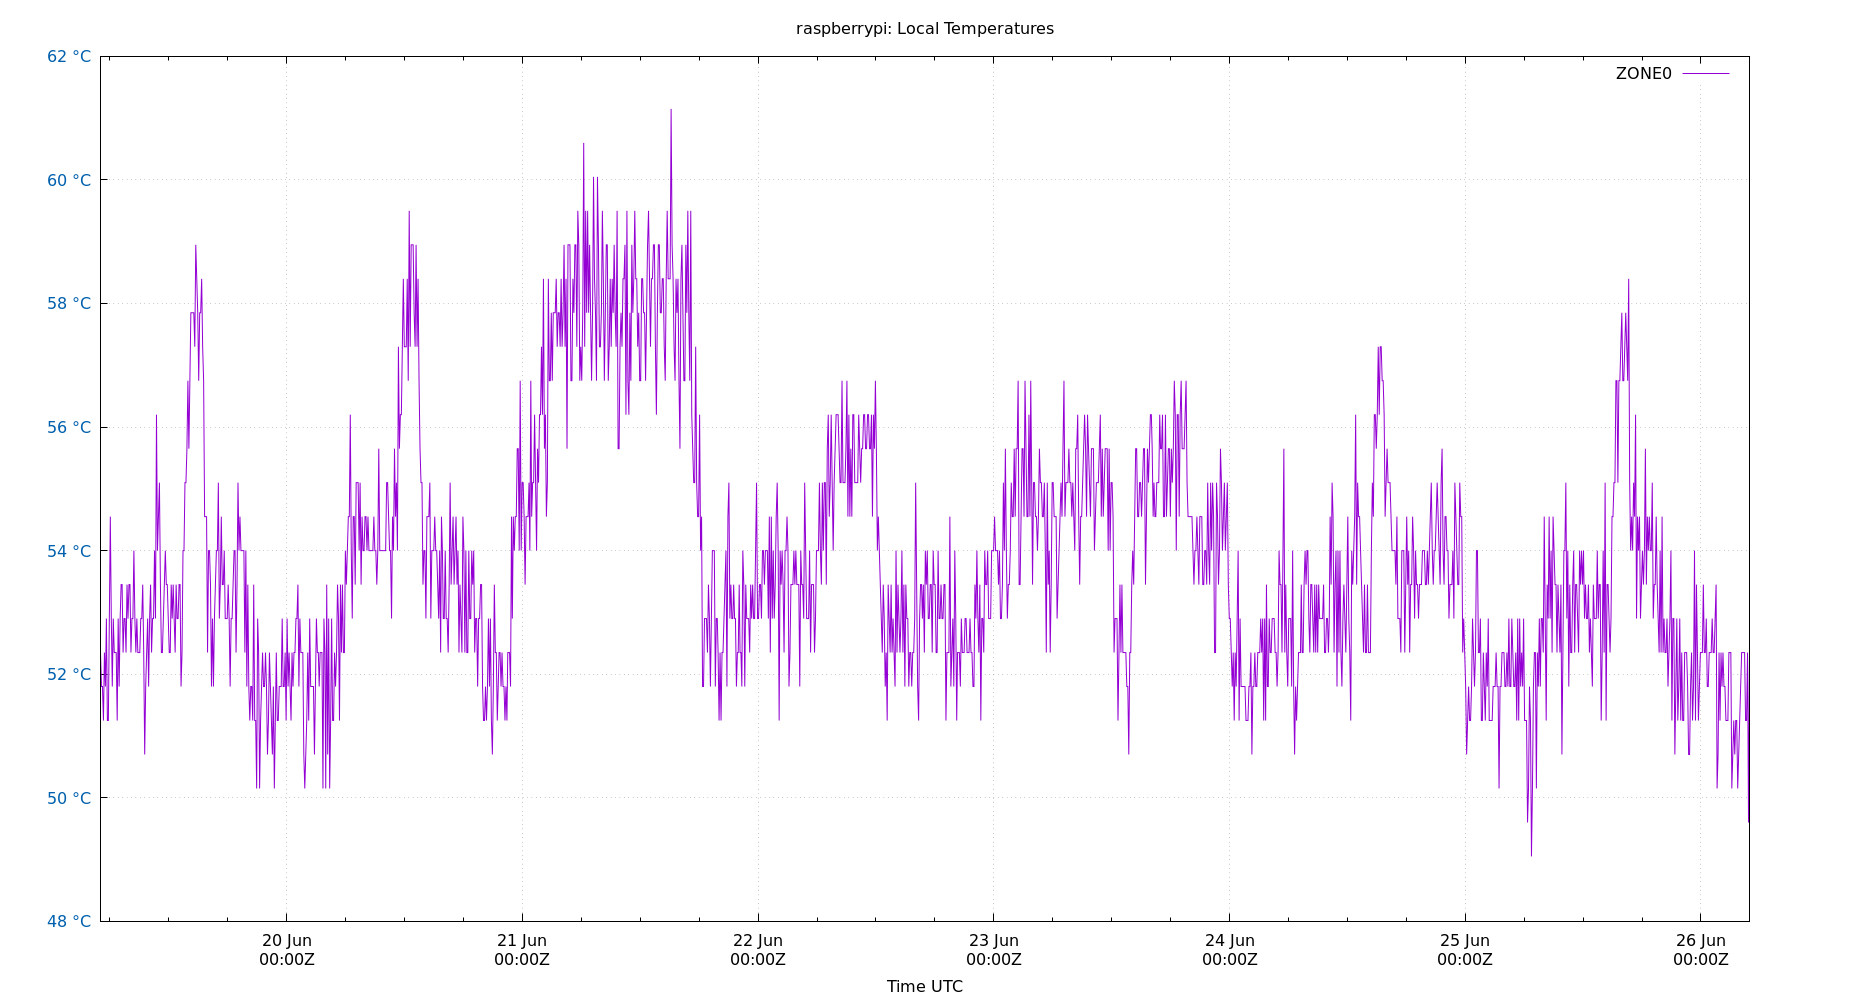 raspberrypi: Local Temperatures
62 °C
ZONE0
60 °C
58 °C
56 °C
54 °C
52 °C
50 °C
48 °C
20 Jun 21 Jun 22 Jun 23 Jun 24 Jun 25 Jun 26 Jun
00:00Z 00:00Z 00:00Z 00:00Z 00:00Z 00:00Z 00:00Z
Time UTC